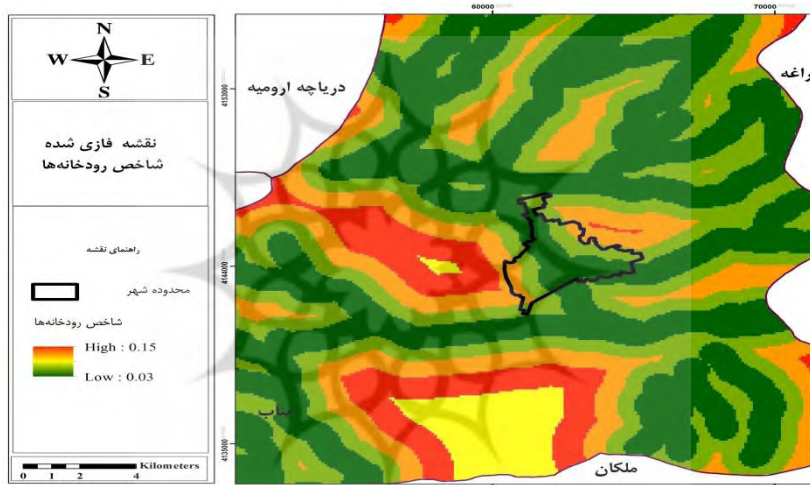 N
W E
S
نقشه فازی شده
شاخص رودخانه‌ها
راهنمای نقشه
محدوده شهر
شاخص رودخانه‌ها
High : 0.15
Low : 0.03
Kilometers
0 1 2 4
60000
70000
4153000
4144000
4135000
دریاچه ارومیه
راغه
بناب
ملکان